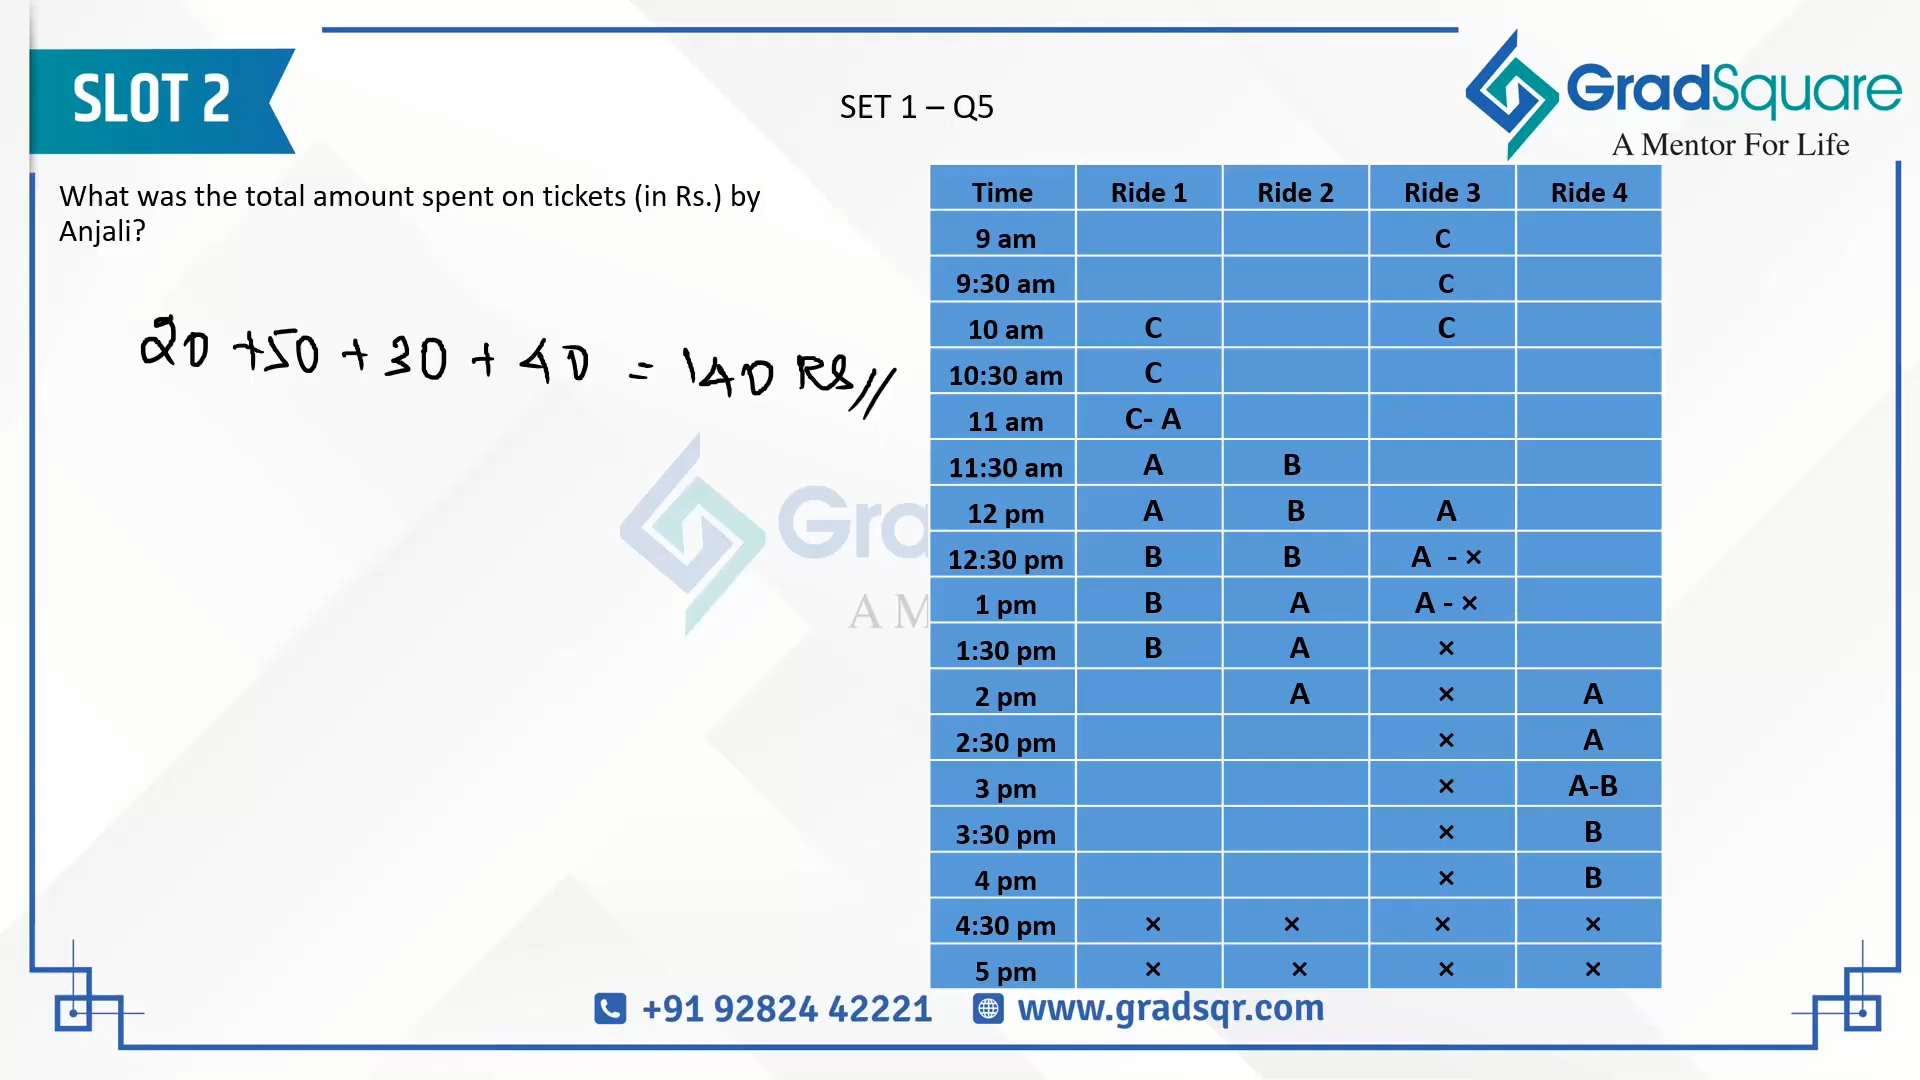 SLOT 2
SET 1 – Q5
GradSquare
A Mentor For Life
What was the total amount spent on tickets (in Rs.) by
Anjali?
20 + 50 + 30 + 40 = 140 RS //
Grad
A M
Time Ride 1 Ride 2 Ride 3 Ride 4
9 am C
9:30 am C
10 am C C
10:30 am C
11 am C- A
11:30 am A B
12 pm A B A
12:30 pm B B A - ×
1 pm B A A - ×
1:30 pm B A ×
2 pm A × A
2:30 pm × A
3 pm × A-B
3:30 pm × B
4 pm × B
4:30 pm × × × ×
5 pm × × × ×
+91 92824 42221 www.gradsqr.com